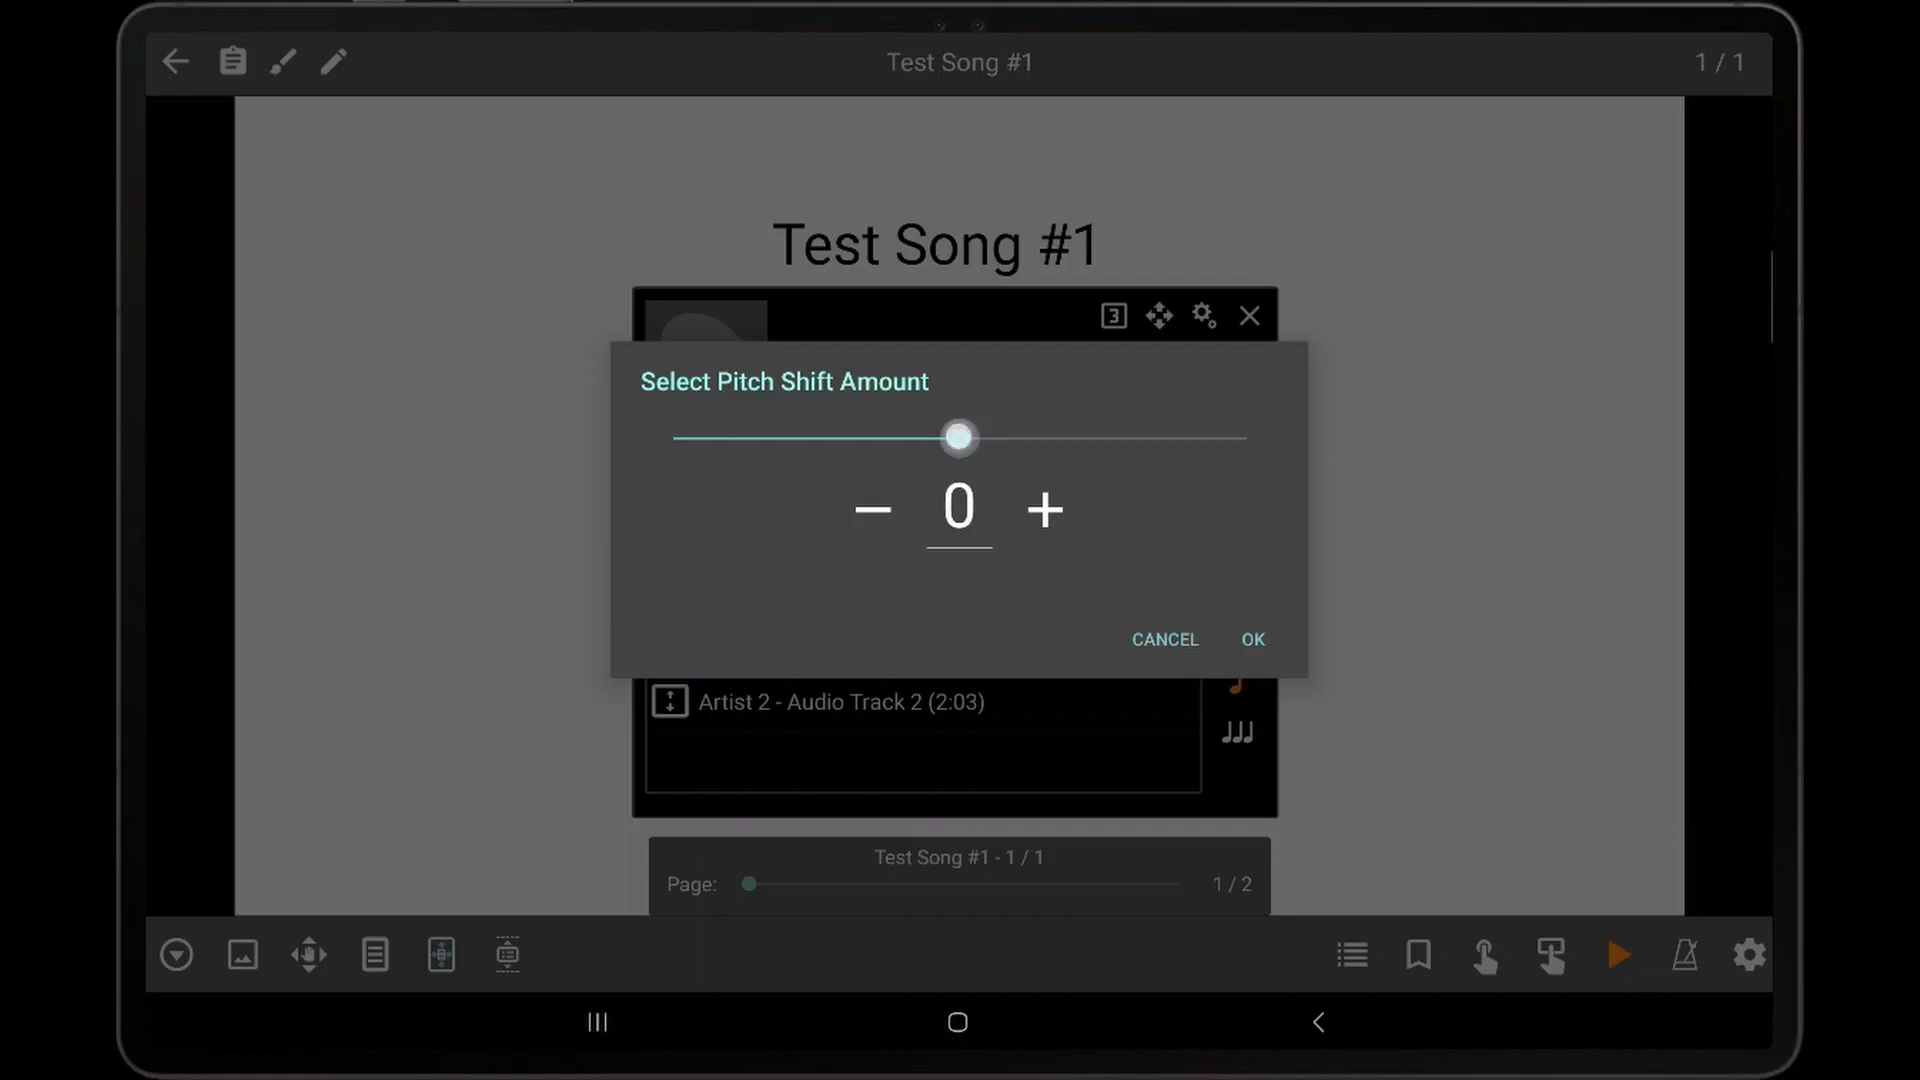 Test Song #1
1 / 1
Test Song #1
3
Select Pitch Shift Amount
0
CANCEL
OK
Artist 2 - Audio Track 2 (2:03)
Test Song #1 - 1 / 1
Page:
1 / 2